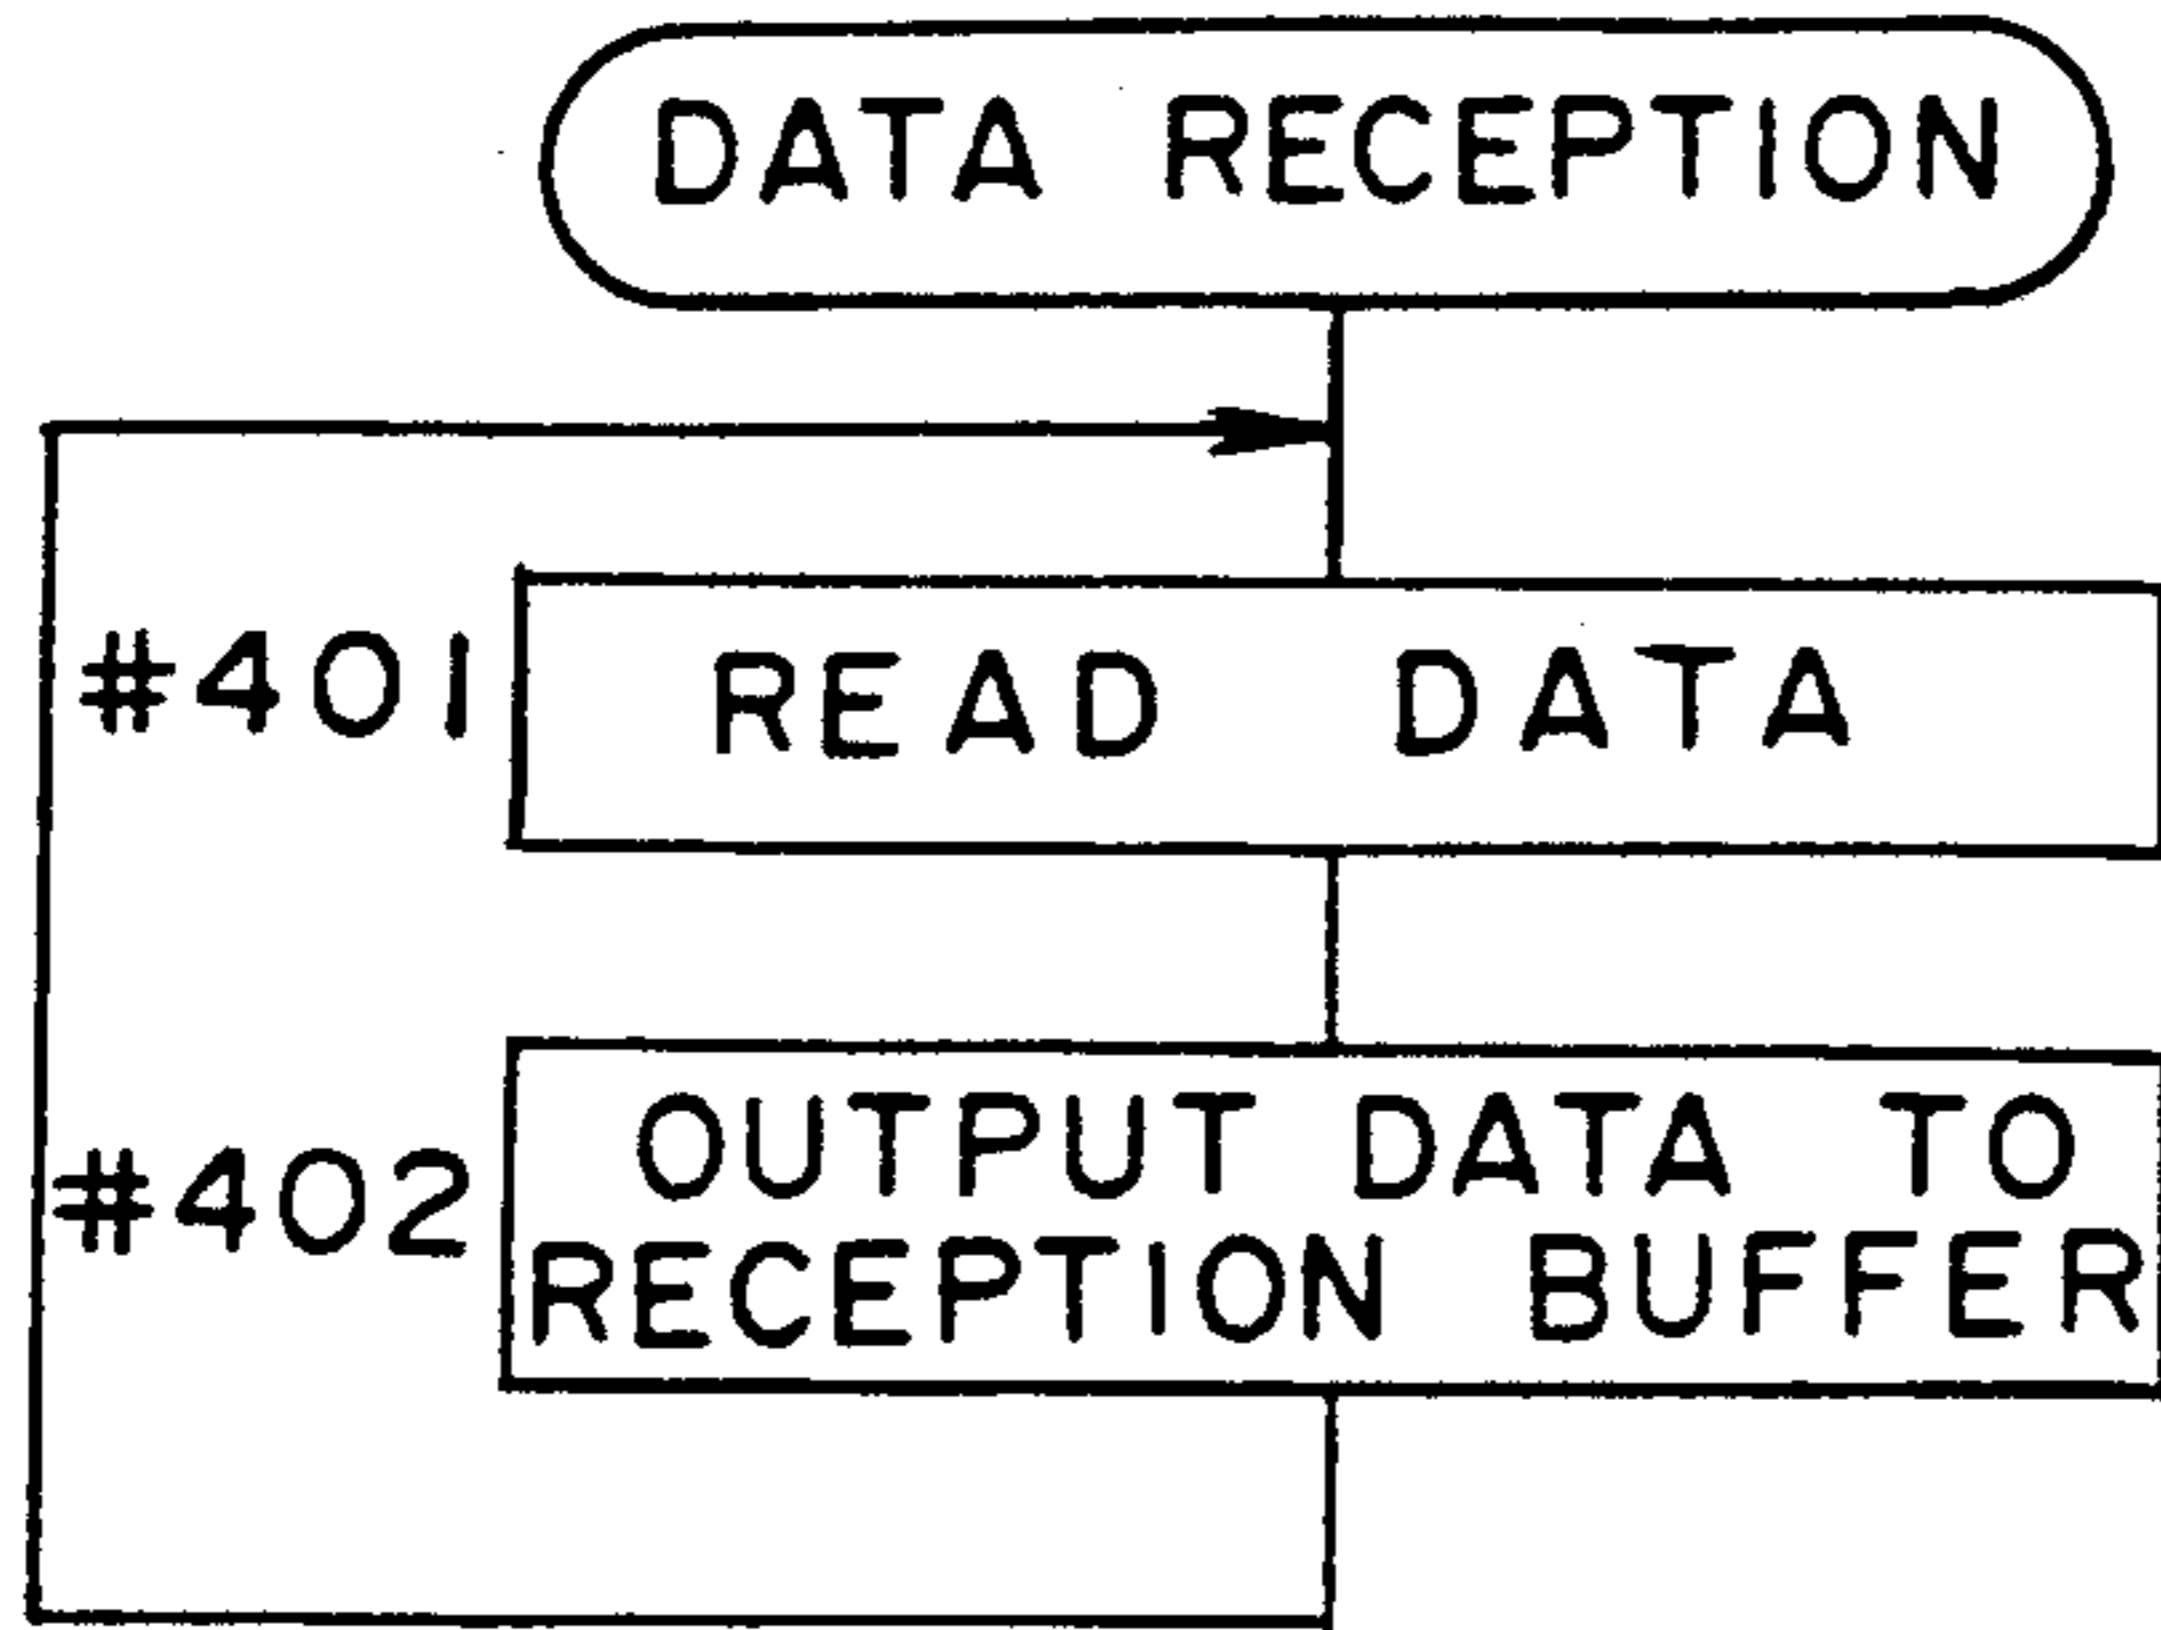 DATA RECEPTION
#401 READ DATA
OUTPUT DATA TO
#402
RECEPTION BUFFER